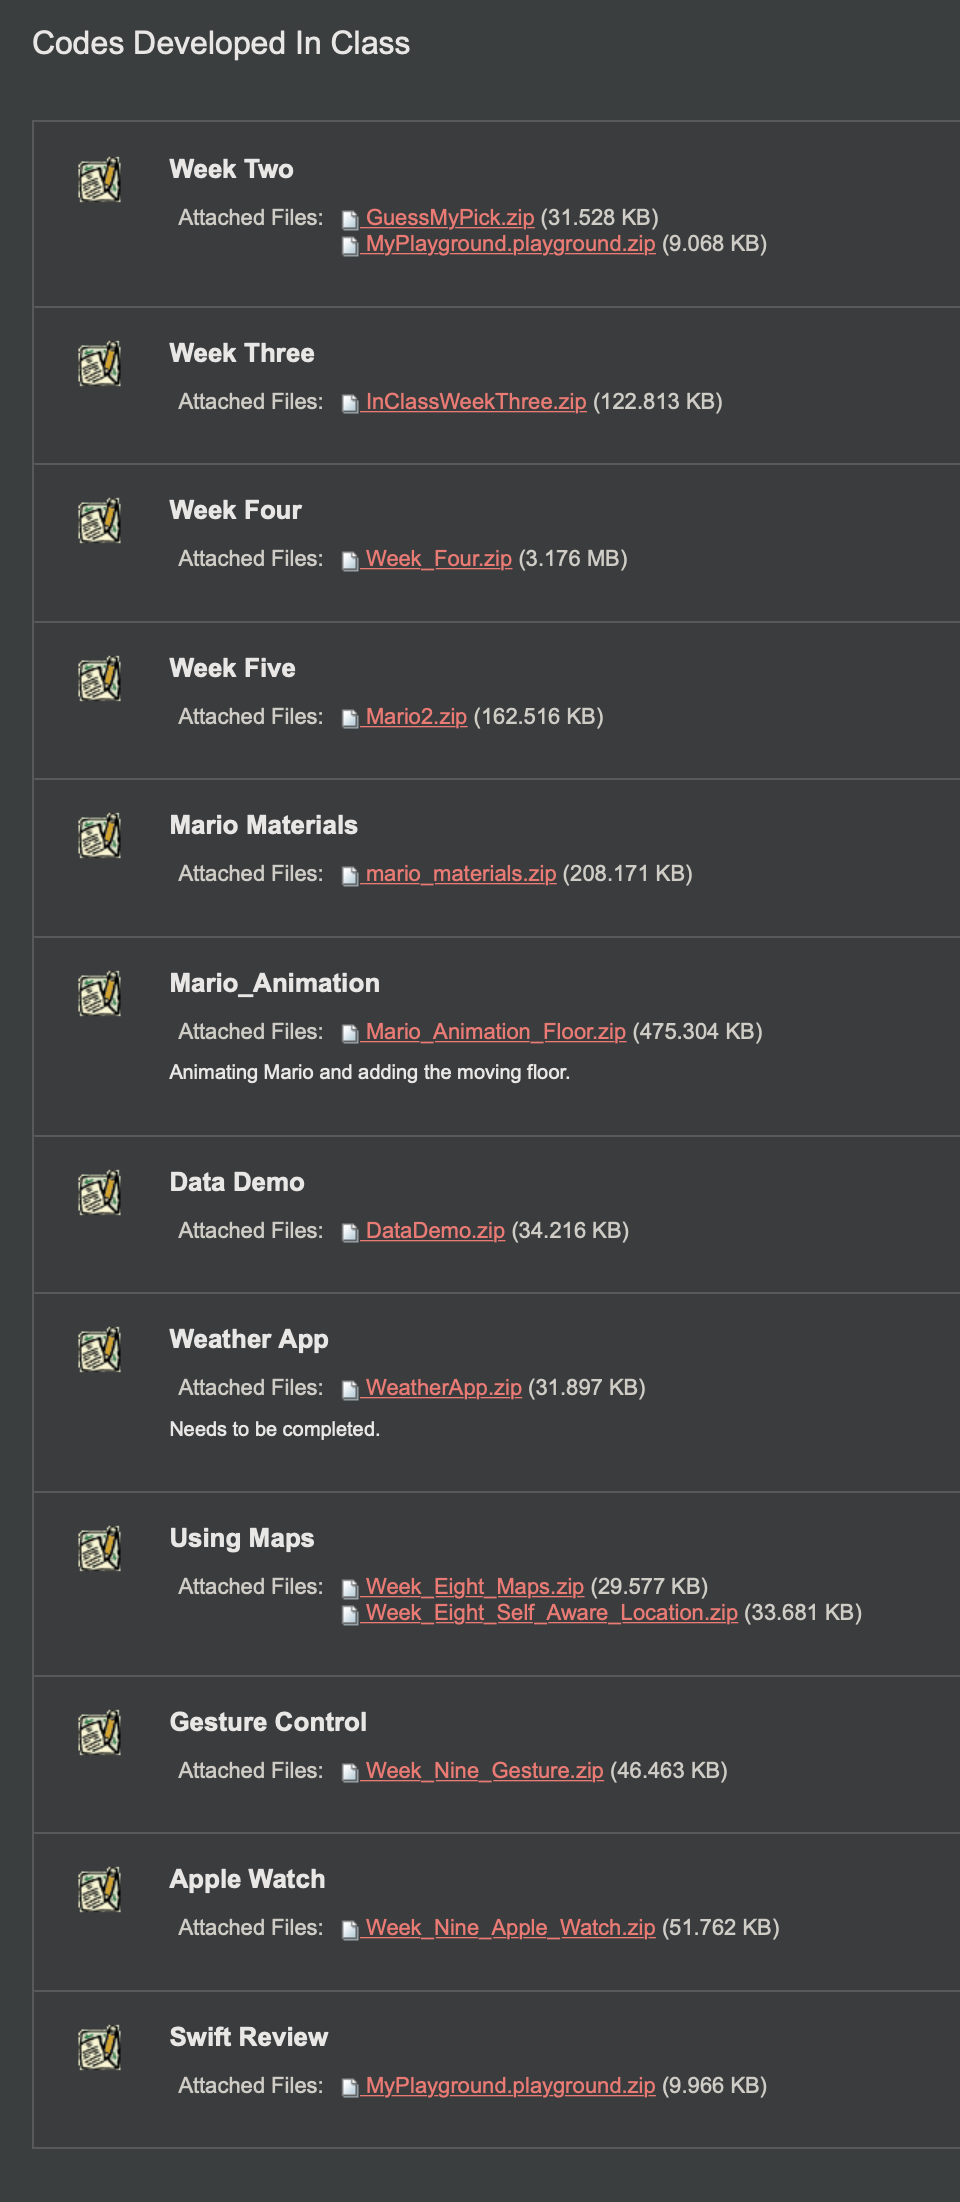 Codes Developed In Class
Week Two
Attached Files: GuessMyPick.zip (31.528 KB)
MyPlayground.playground.zip (9.068 KB)
Week Three
Attached Files: InClassWeekThree.zip (122.813 KB)
Week Four
Attached Files: Week_Four.zip (3.176 MB)
Week Five
Attached Files: Mario2.zip (162.516 KB)
Mario Materials
Attached Files: mario_materials.zip (208.171 KB)
Mario_Animation
Attached Files: Mario_Animation_Floor.zip (475.304 KB)
Animating Mario and adding the moving floor.
Data Demo
Attached Files: DataDemo.zip (34.216 KB)
Weather App
Attached Files: WeatherApp.zip (31.897 KB)
Needs to be completed.
Using Maps
Attached Files: Week_Eight_Maps.zip (29.577 KB)
Week_Eight_Self_Aware_Location.zip (33.681 KB)
Gesture Control
Attached Files: Week_Nine_Gesture.zip (46.463 KB)
Apple Watch
Attached Files: Week_Nine_Apple_Watch.zip (51.762 KB)
Swift Review
Attached Files: MyPlayground.playground.zip (9.966 KB)